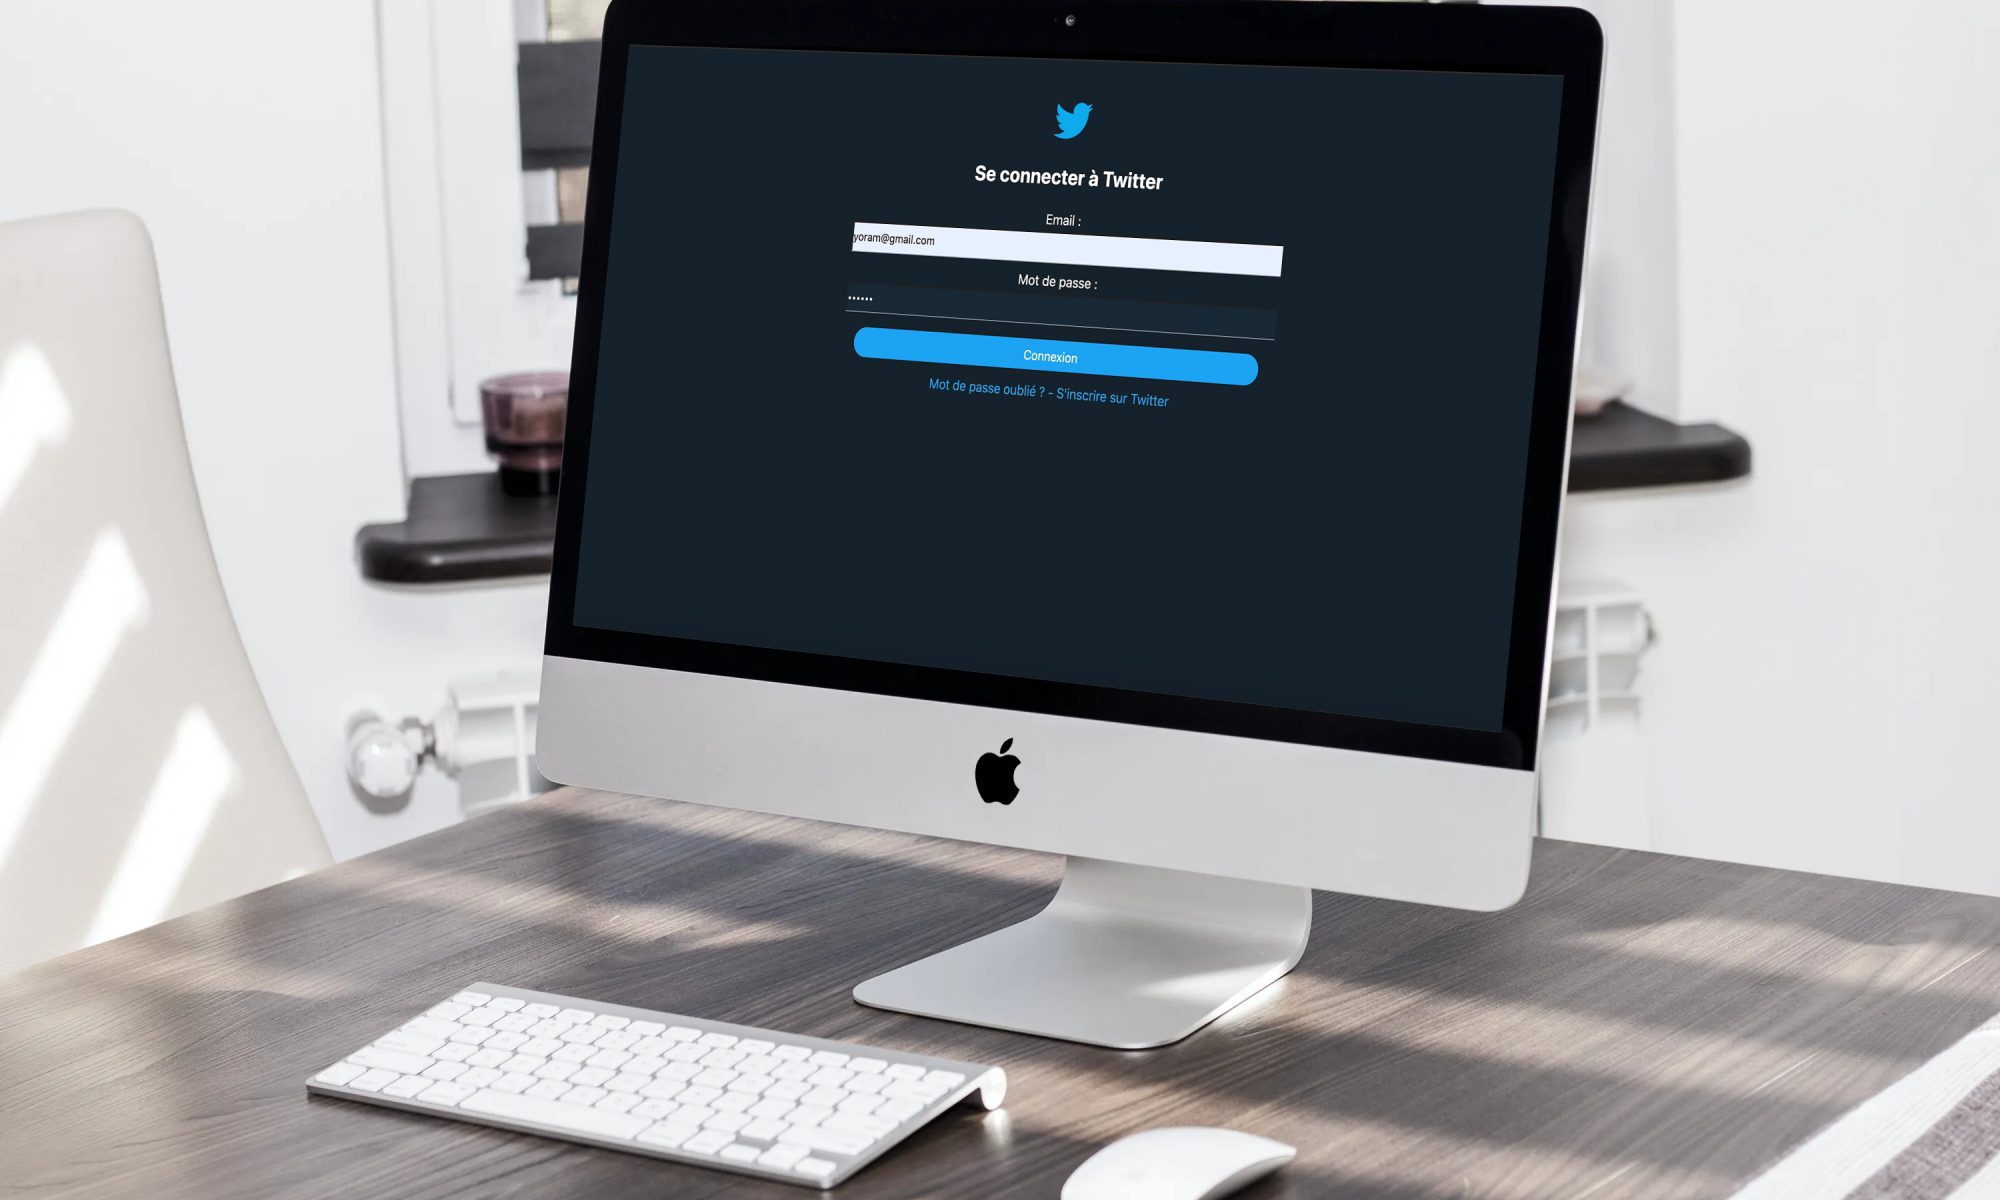 Se connecter à Twitter
Email :
yoram@gmail.com
Mot de passe :
••••••
Connexion
Mot de passe oublié ? - S'inscrire sur Twitter